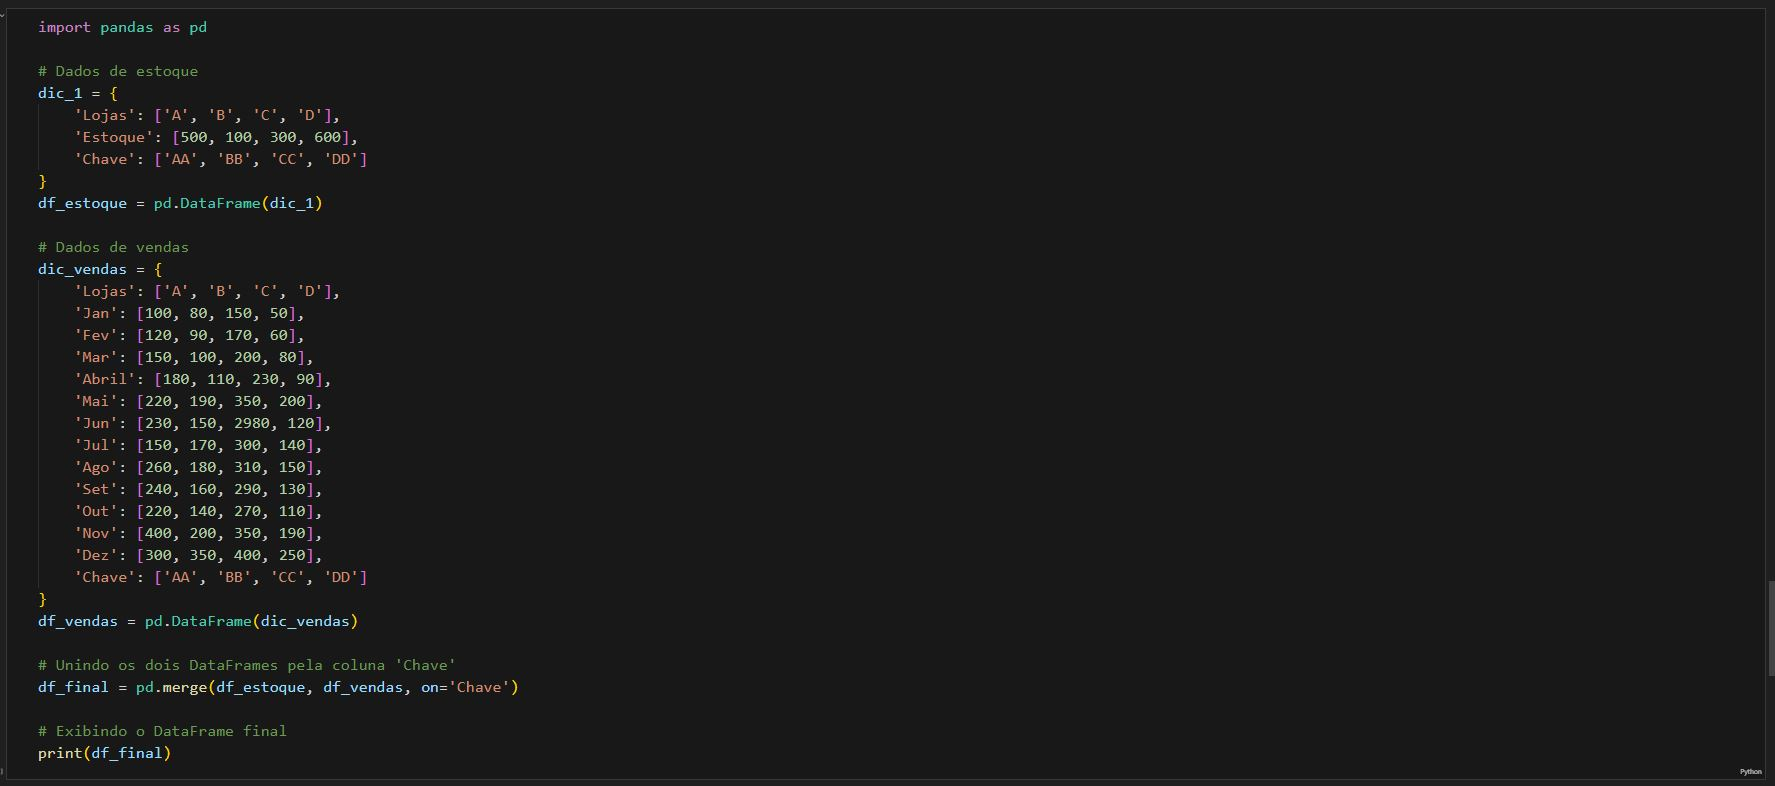 import pandas as pd
# Dados de estoque
dic_1 = {
'Lojas': ['A', 'B', 'C', 'D'],
'Estoque': [500, 100, 300, 600],
'Chave': ['AA', 'BB', 'CC', 'DD']
}
df_estoque = pd.DataFrame(dic_1)
# Dados de vendas
dic_vendas = {
'Lojas': ['A', 'B', 'C', 'D'],
'Jan': [100, 80, 150, 50],
'Fev': [120, 90, 170, 60],
'Mar': [150, 100, 200, 80],
'Abril': [180, 110, 230, 90],
'Mai': [220, 190, 350, 200],
'Jun': [230, 150, 2980, 120],
'Jul': [150, 170, 300, 140],
'Ago': [260, 180, 310, 150],
'Set': [240, 160, 290, 130],
'Out': [220, 140, 270, 110],
'Nov': [400, 200, 350, 190],
'Dez': [300, 350, 400, 250],
'Chave': ['AA', 'BB', 'CC', 'DD']
}
df_vendas = pd.DataFrame(dic_vendas)
# Unindo os dois DataFrames pela coluna 'Chave'
df_final = pd.merge(df_estoque, df_vendas, on='Chave')
# Exibindo o DataFrame final
print(df_final)
Python